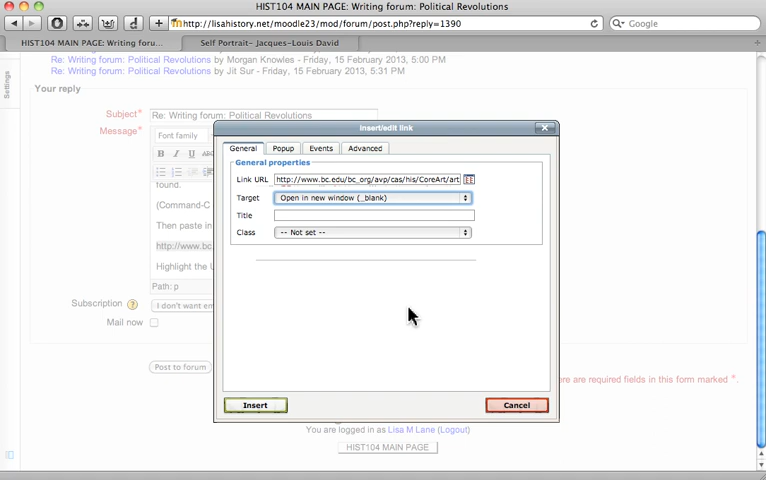 HIST104 MAIN PAGE: Writing forum: Political Revolutions
http://lisahistory.net/moodle23/mod/forum/post.php?reply=1390
Google
HIST104 MAIN PAGE: Writing foru...
Self Portrait- Jacques-Louis David
Re: Writing forum: Political Revolutions by Morgan Knowles - Friday, 15 February 2013, 5:00 PM
Re: Writing forum: Political Revolutions by Jit Sur - Friday, 15 February 2013, 5:31 PM
Settings
Your reply
Subject*
Re: Writing forum: Political Revolutions
Message*
Font family
B I U ABC
found.
(Command-C
Then paste in
http://www.bc.
Highlight the U
Path: p
Insert/edit link
General
Popup
Events
Advanced
General properties
Link URL
http://www.bc.edu/bc_org/avp/cas/his/CoreArt/art
Target
Open in new window (_blank)
Title
Class
-- Not set --
Insert
Cancel
Subscription
I don't want em
Mail now
Post to forum
ere are required fields in this form marked *.
You are logged in as Lisa M Lane (Logout)
HIST104 MAIN PAGE